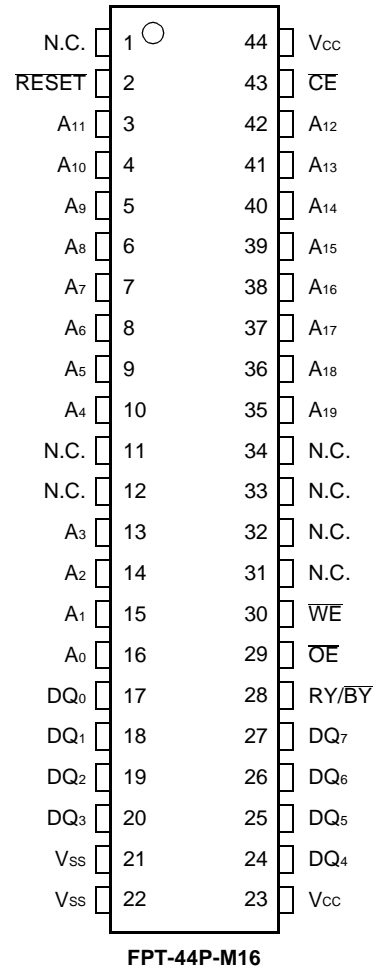 N.C. 1 44 Vcc
RESET 2 43 CE
A11 3 42 A12
A10 4 41 A13
A9 5 40 A14
A8 6 39 A15
A7 7 38 A16
A6 8 37 A17
A5 9 36 A18
A4 10 35 A19
N.C. 11 34 N.C.
N.C. 12 33 N.C.
A3 13 32 N.C.
A2 14 31 N.C.
A1 15 30 WE
A0 16 29 OE
DQ0 17 28 RY/BY
DQ1 18 27 DQ7
DQ2 19 26 DQ6
DQ3 20 25 DQ5
Vss 21 24 DQ4
Vss 22 23 Vcc
FPT-44P-M16